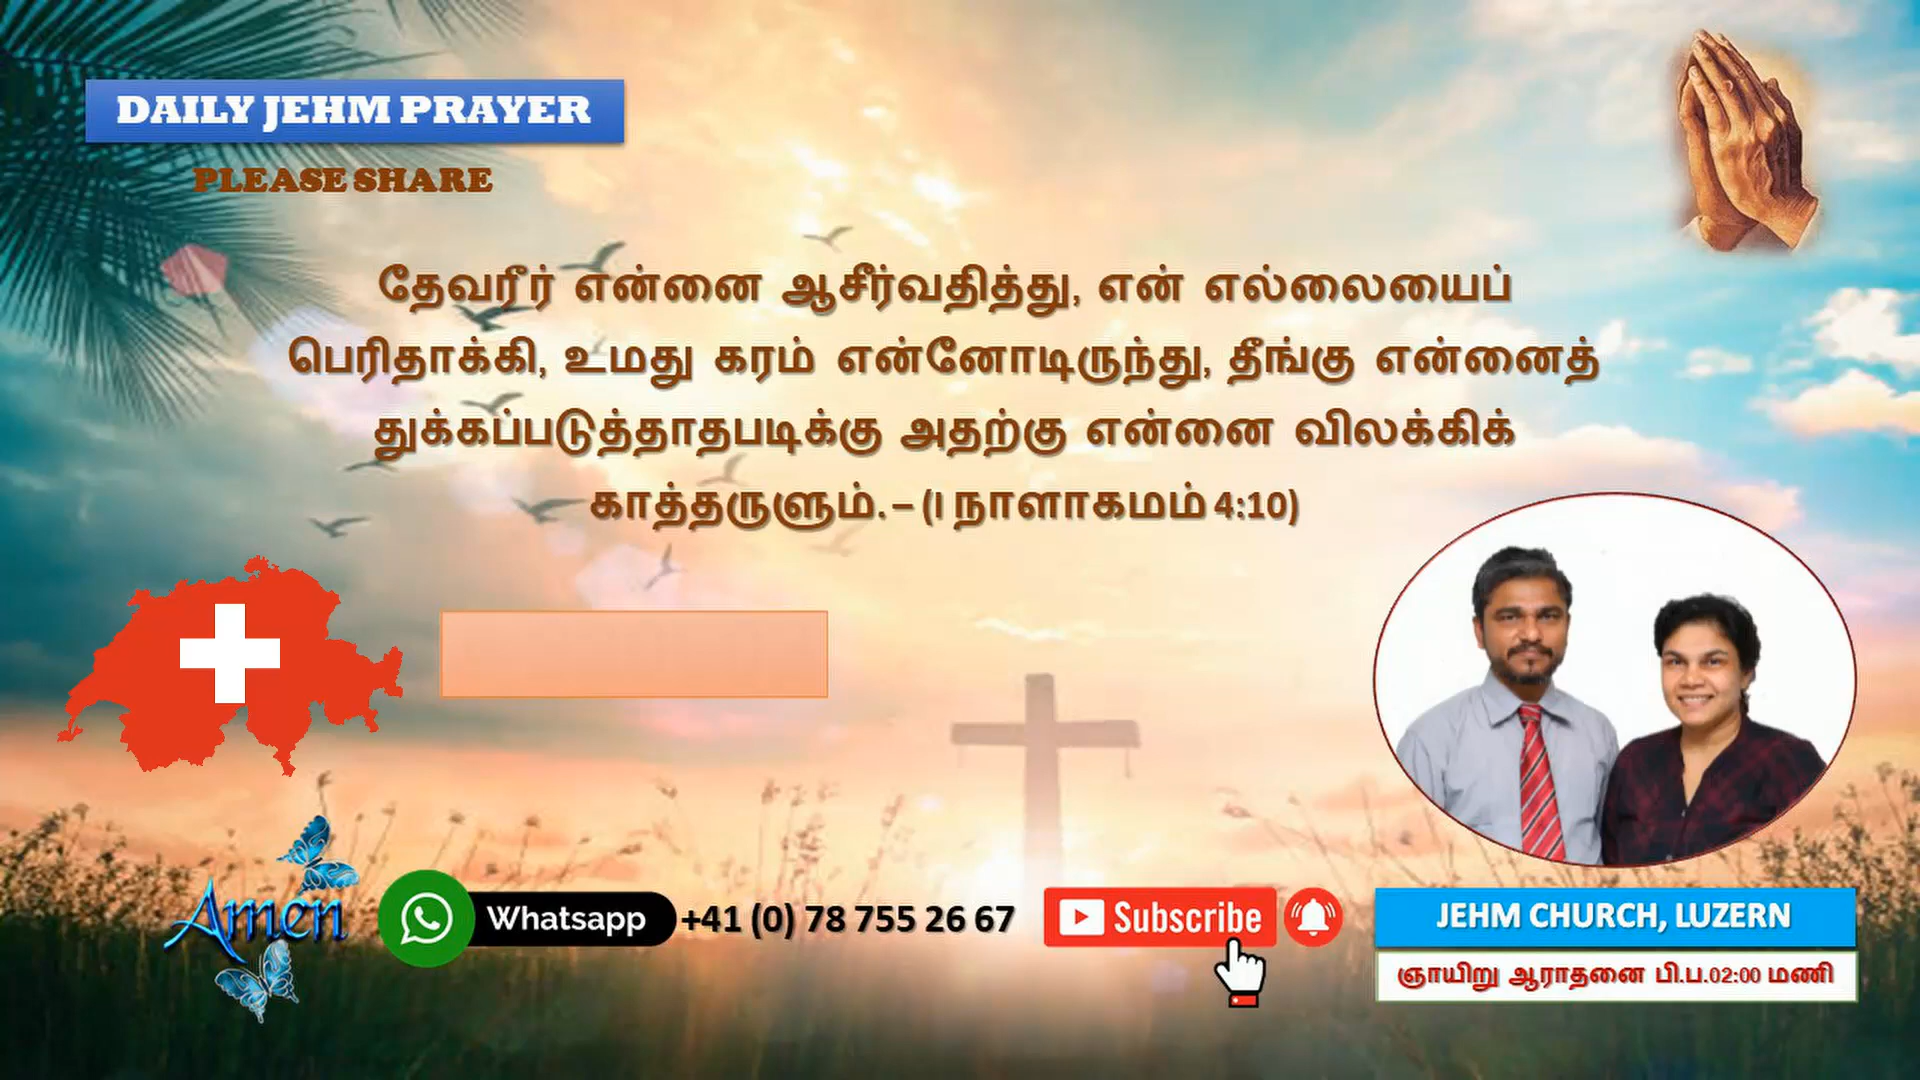 DAILY JEHM PRAYER
PLEASE SHARE
தேவரீர் என்னை ஆசீர்வதித்து, என் எல்லையைப்
பெரிதாக்கி, உமது கரம் என்னோடிருந்து, தீங்கு என்னைத்
துக்கப்படுத்தாதபடிக்கு அதற்கு என்னை விலக்கிக்
காத்தருளும். – (I நாளாகமம் 4:10)
Amen
Whatsapp +41 (0) 78 755 26 67
Subscribe
JEHM CHURCH, LUZERN
ஞாயிறு ஆராதனை பி.ப.02:00 மணி